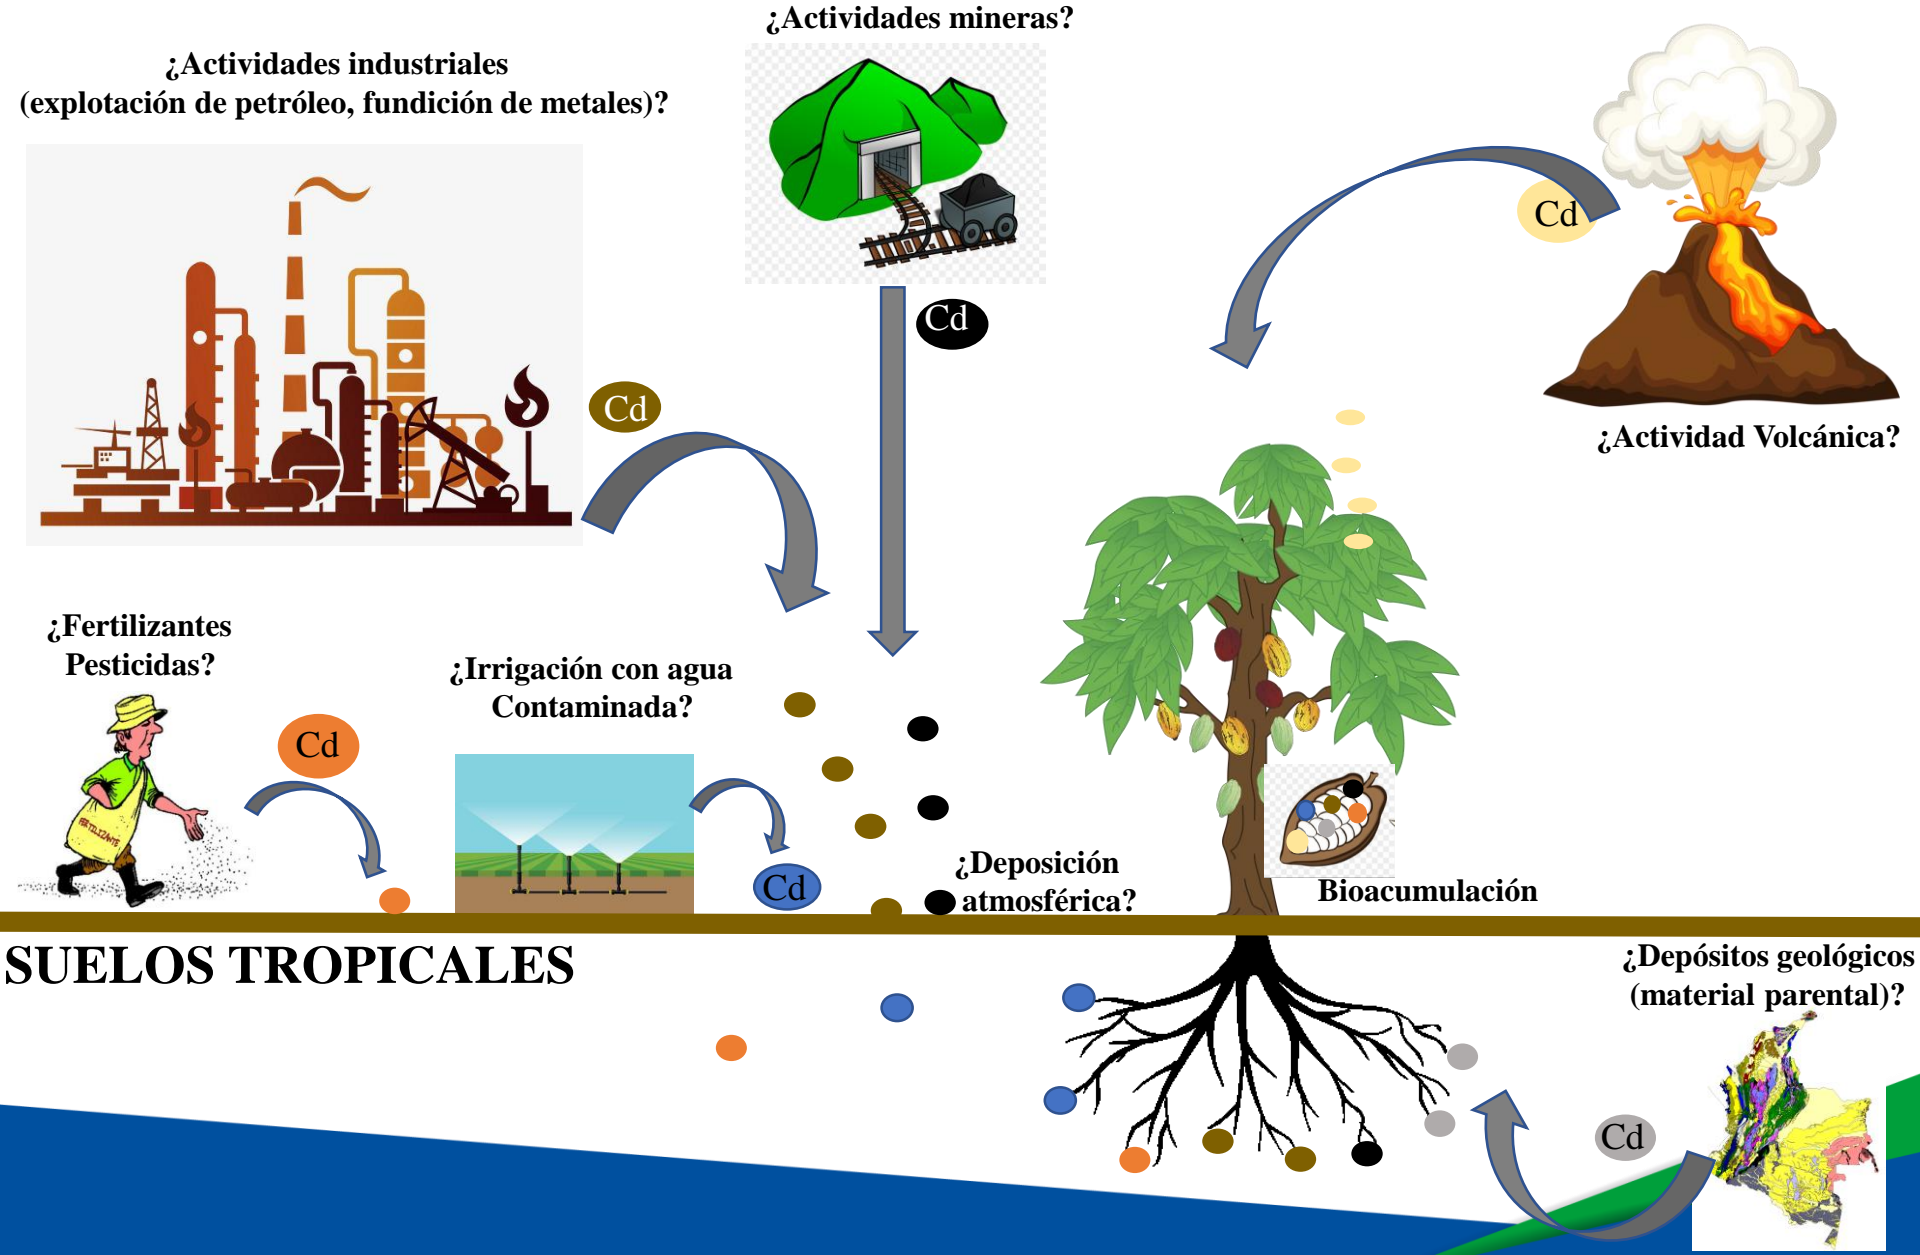 ¿Actividades mineras?
¿Actividades industriales
(explotación de petróleo, fundición de metales)?
Cd
Cd
Cd
¿Actividad Volcánica?
¿Fertilizantes
Pesticidas?
¿Irrigación con agua
Contaminada?
Cd
FERTILIZANTE
Cd
¿Deposición
atmosférica?
Bioacumulación
SUELOS TROPICALES
¿Depósitos geológicos
(material parental)?
Cd